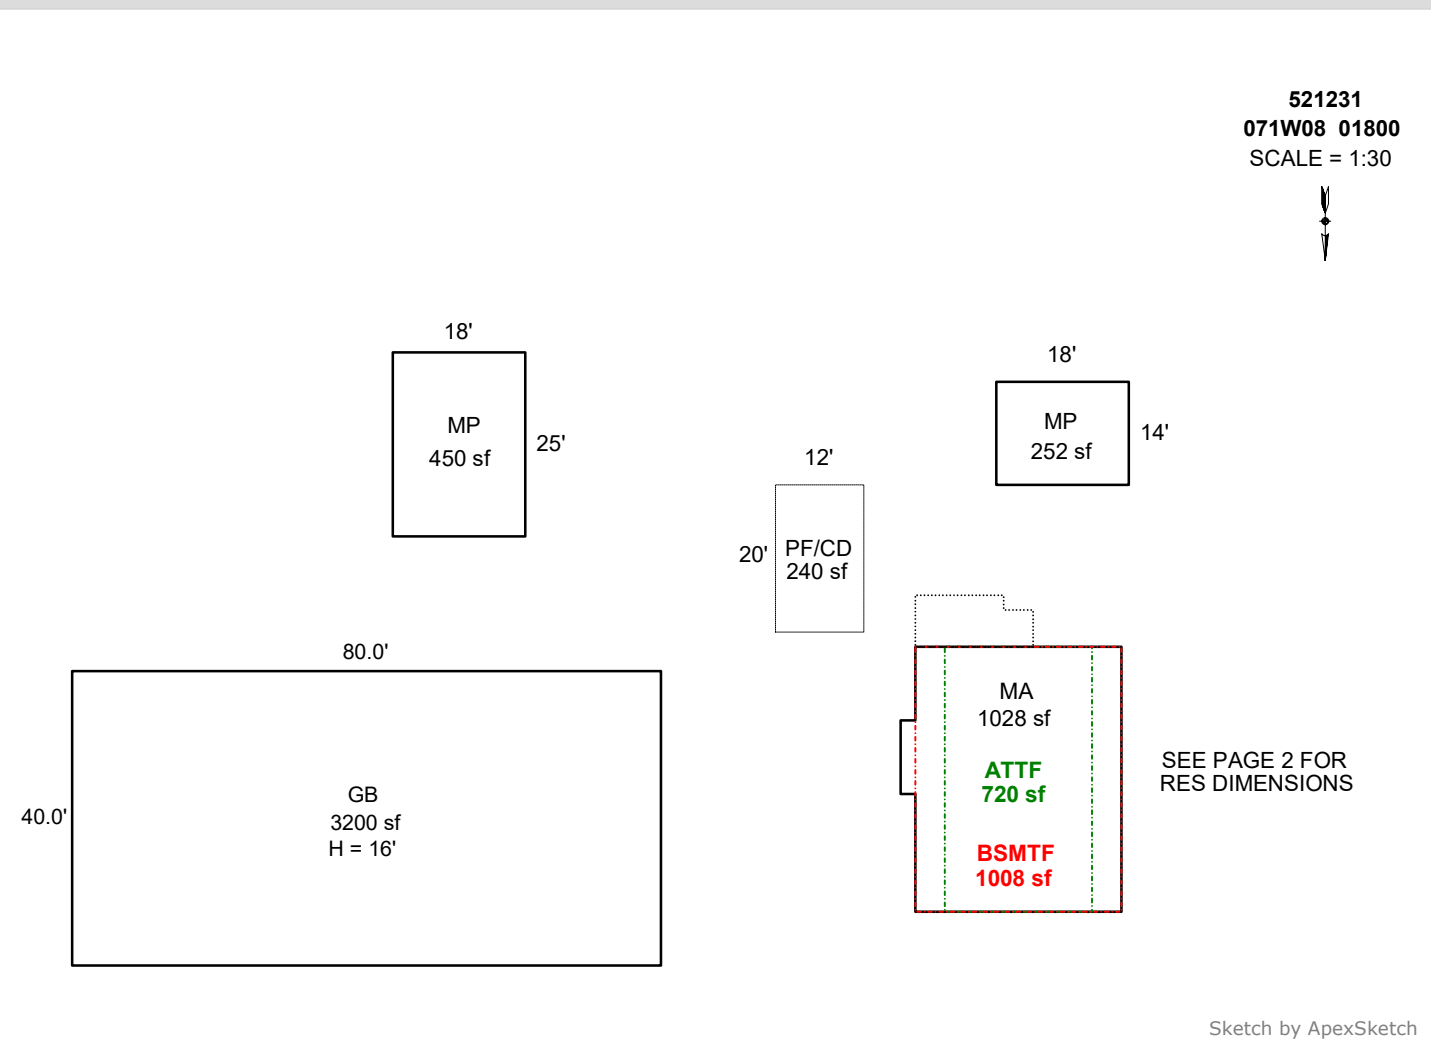 521231
071W08 01800
SCALE = 1:30
18'
MP
450 sf
25'
18'
MP
252 sf
14'
12'
20'
PF/CD
240 sf
80.0'
40.0'
GB
3200 sf
H = 16'
MA
1028 sf
ATTF
720 sf
BSMTF
1008 sf
SEE PAGE 2 FOR
RES DIMENSIONS
Sketch by ApexSketch